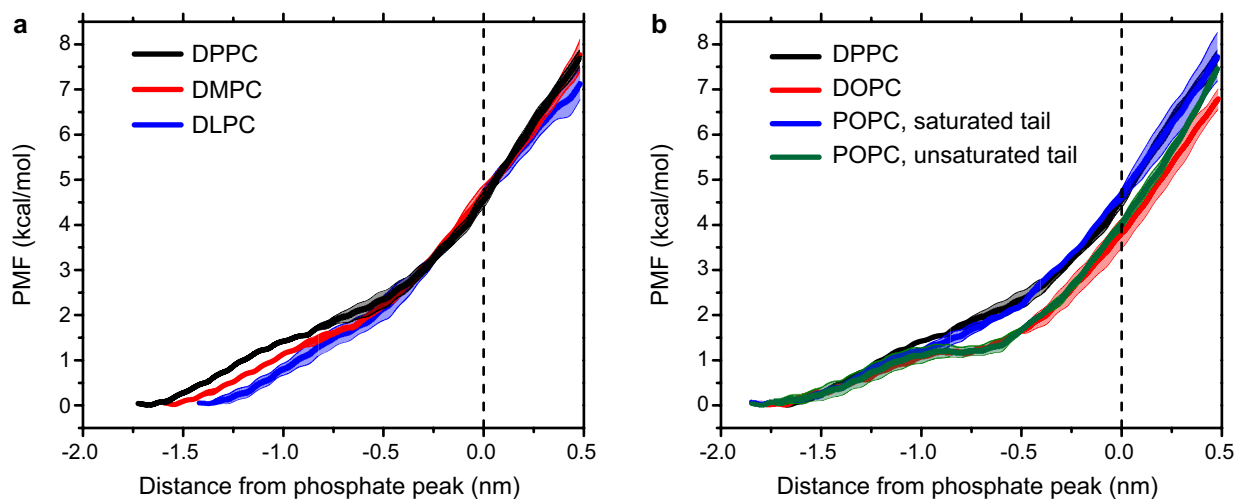 a
DPPC
DMPC
DLPC
PMF (kcal/mol)
8
7
6
5
4
3
2
1
0
-2.0 -1.5 -1.0 -0.5 0.0 0.5
Distance from phosphate peak (nm)
b
DPPC
DOPC
POPC, saturated tail
POPC, unsaturated tail
PMF (kcal/mol)
8
7
6
5
4
3
2
1
0
-2.0 -1.5 -1.0 -0.5 0.0 0.5
Distance from phosphate peak (nm)